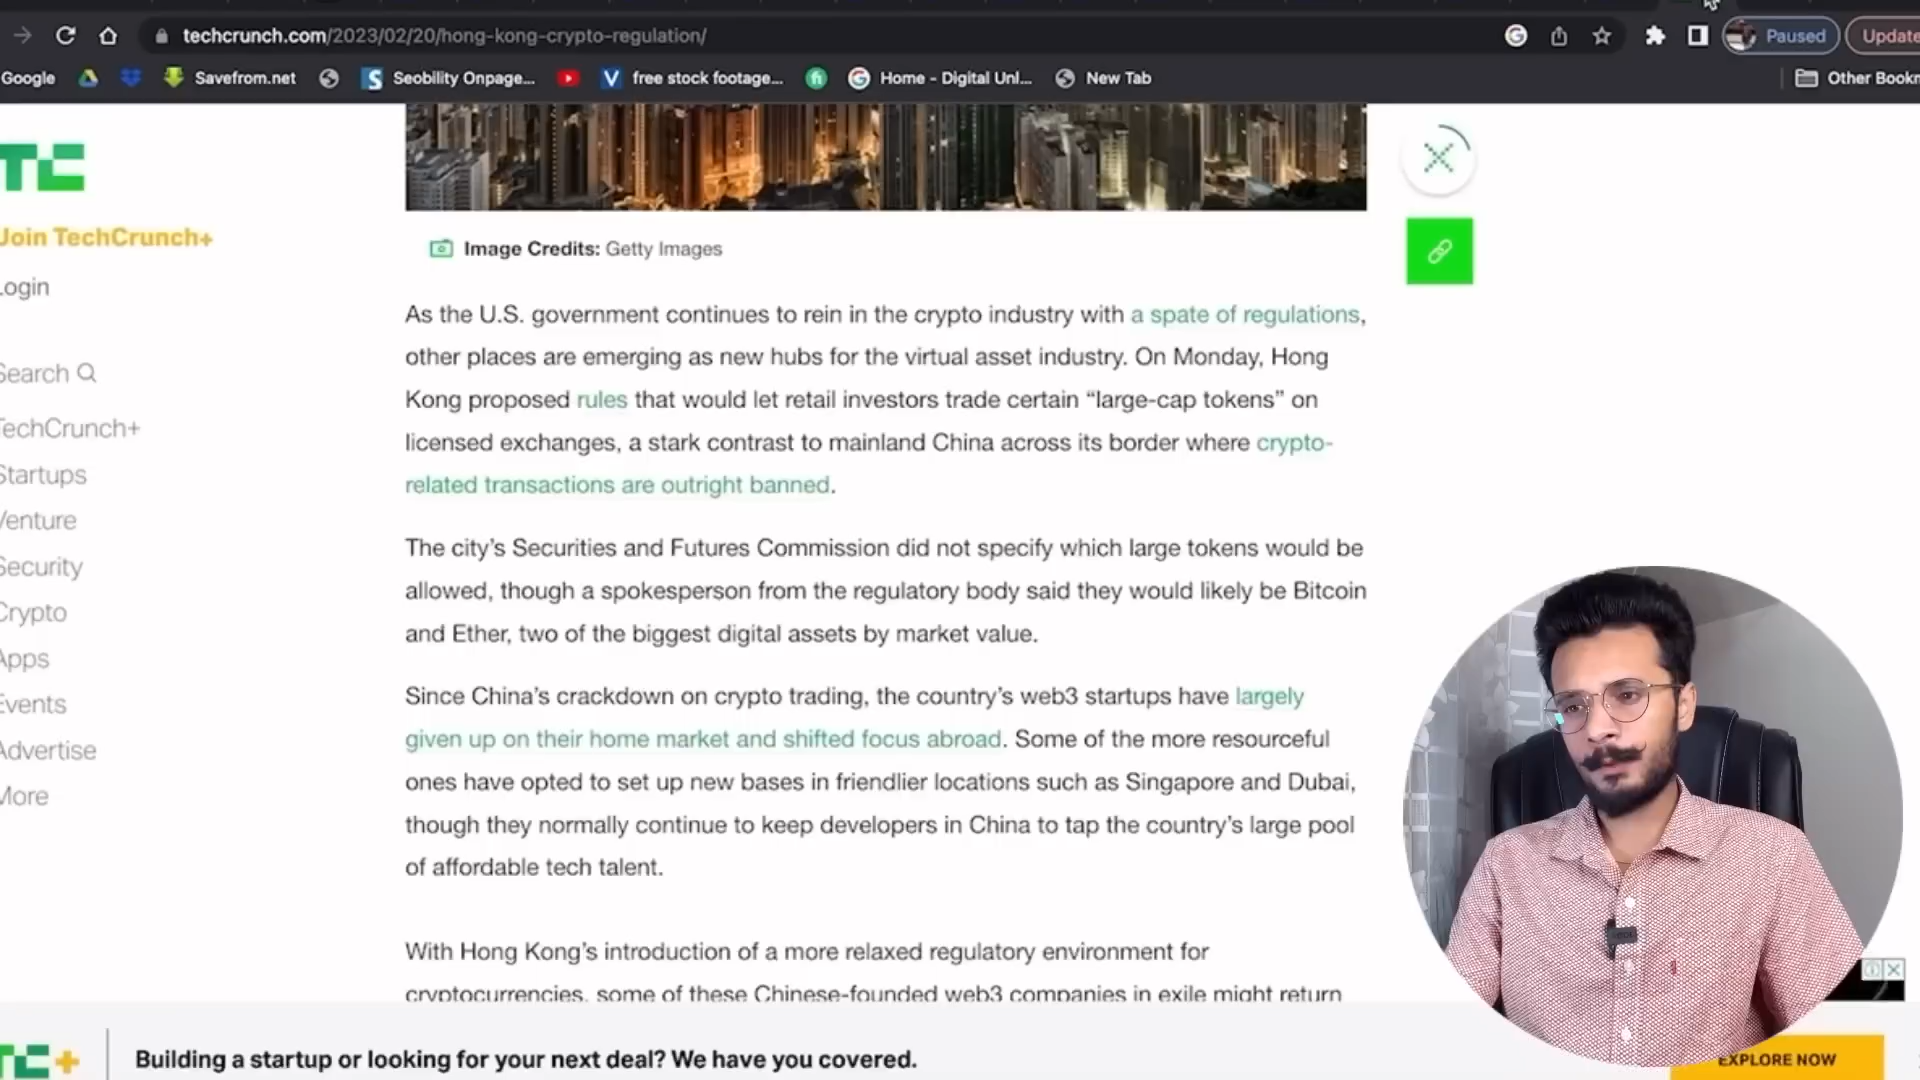 techcrunch.com/2023/02/20/hong-kong-crypto-regulation/
Paused
Update
Google
Savefrom.net
Seobility Onpage...
free stock footage...
Home - Digital Unl...
New Tab
Other Bookn
TC
Join TechCrunch+
Login
Search
TechCrunch+
Startups
Venture
Security
Crypto
Apps
Events
Advertise
More
Image Credits: Getty Images
As the U.S. government continues to rein in the crypto industry with a spate of regulations,
other places are emerging as new hubs for the virtual asset industry. On Monday, Hong
Kong proposed rules that would let retail investors trade certain “large-cap tokens” on
licensed exchanges, a stark contrast to mainland China across its border where crypto-
related transactions are outright banned.
The city’s Securities and Futures Commission did not specify which large tokens would be
allowed, though a spokesperson from the regulatory body said they would likely be Bitcoin
and Ether, two of the biggest digital assets by market value.
Since China’s crackdown on crypto trading, the country’s web3 startups have largely
given up on their home market and shifted focus abroad. Some of the more resourceful
ones have opted to set up new bases in friendlier locations such as Singapore and Dubai,
though they normally continue to keep developers in China to tap the country’s large pool
of affordable tech talent.
With Hong Kong’s introduction of a more relaxed regulatory environment for
cryptocurrencies, some of these Chinese-founded web3 companies in exile might return
TC+
Building a startup or looking for your next deal? We have you covered.
EXPLORE NOW